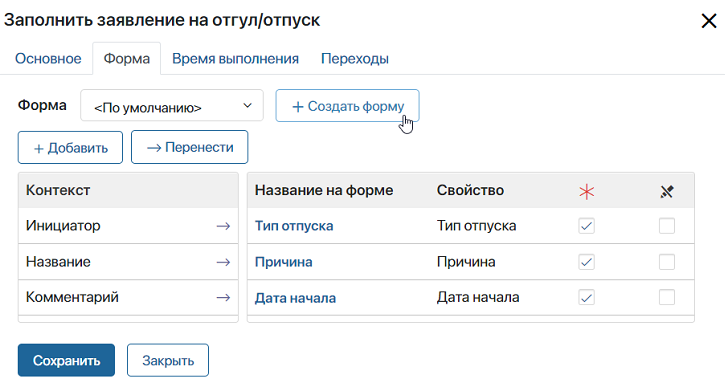 Заполнить заявление на отгул/отпуск
Основное Форма Время выполнения Переходы
Форма <По умолчанию> + Создать форму
+ Добавить → Перенести
Контекст Название на форме Свойство
Инициатор → Тип отпуска Тип отпуска
Название → Причина Причина
Комментарий → Дата начала Дата начала
Сохранить Закрыть